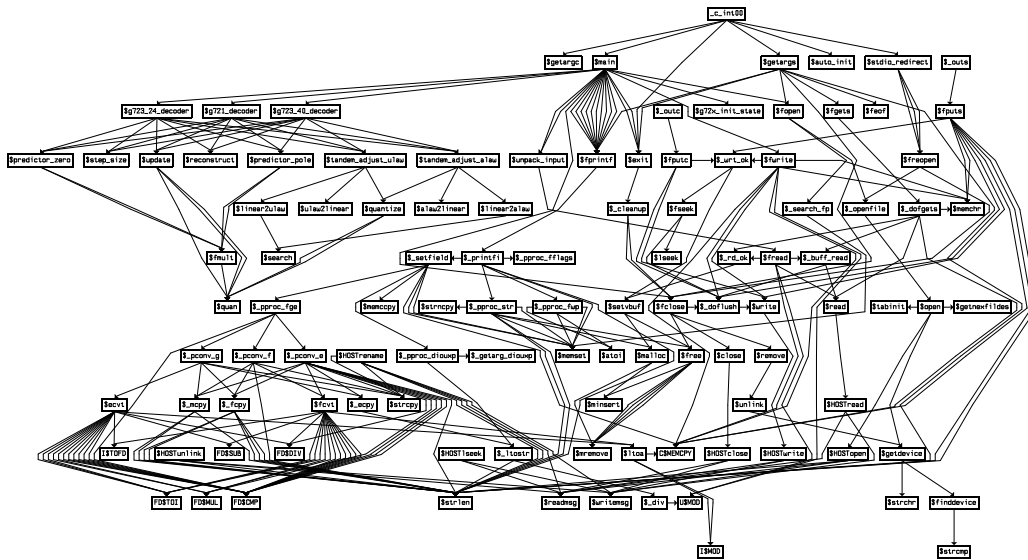 _c_int00
$getargc $main $getargs $auto_init $stdio_redirect $_outs
$g723_24_decoder $g721_decoder $g723_40_decoder $_outc $g72x_init_state $fopen $fgets $feof $fputs
$predictor_zero $step_size $update $reconstruct $predictor_pole $tandem_adjust_ulaw $tandem_adjust_alaw $unpack_input $fprintf $exit $fputc $_wrt_ok $fwrite $freopen
$linear2ulaw $ulaw2linear $quantize $alaw2linear $linear2alaw $_cleanup $fseek $_search_fp $_openfile $_dofgets $memchr
$fmult $search $_setfield $_printfi $_pproc_fflags $lseek $_rd_ok $fread $_buff_read
$quan $_pproc_fge $memccpy $strncpy $_pproc_str $_pproc_fwp $setvbuf $fclose $_doflush $write $read $tabinit $open $getnexfildes
$_pconv_g $_pconv_f $_pconv_e $HOSTrename $_pproc_diouxp $_getarg_diouxp $memset $atoi $malloc $free $close $remove
$ecvt $_mcpy $_fcpy $fcvt $_ecpy $strcpy $minsert $unlink $HOSTread
I$TOFD $HOSTunlink FD$SUB FD$DIV $HOSTlseek $_ltostr $mremove $ltoa C$MEMCPY $HOSTclose $HOSTwrite $HOSTopen $getdevice
FD$TOI FD$MUL FD$CMP $strlen $readmsg $writemsg $_div U$MOD $strchr $finddevice
I$MOD $strcmp